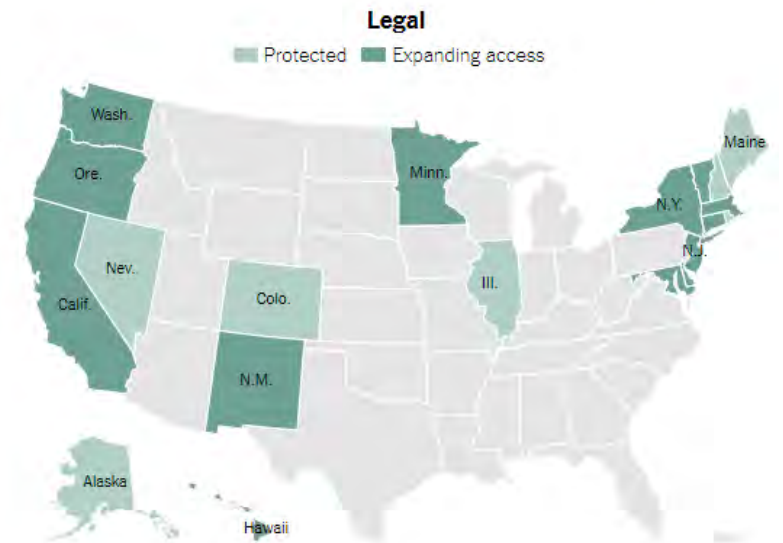 Legal
Protected Expanding access
Wash.
Maine
Ore.
Minn.
N.Y.
N.J.
Nev.
Ill.
Colo.
Calif.
N.M.
Alaska
Hawaii